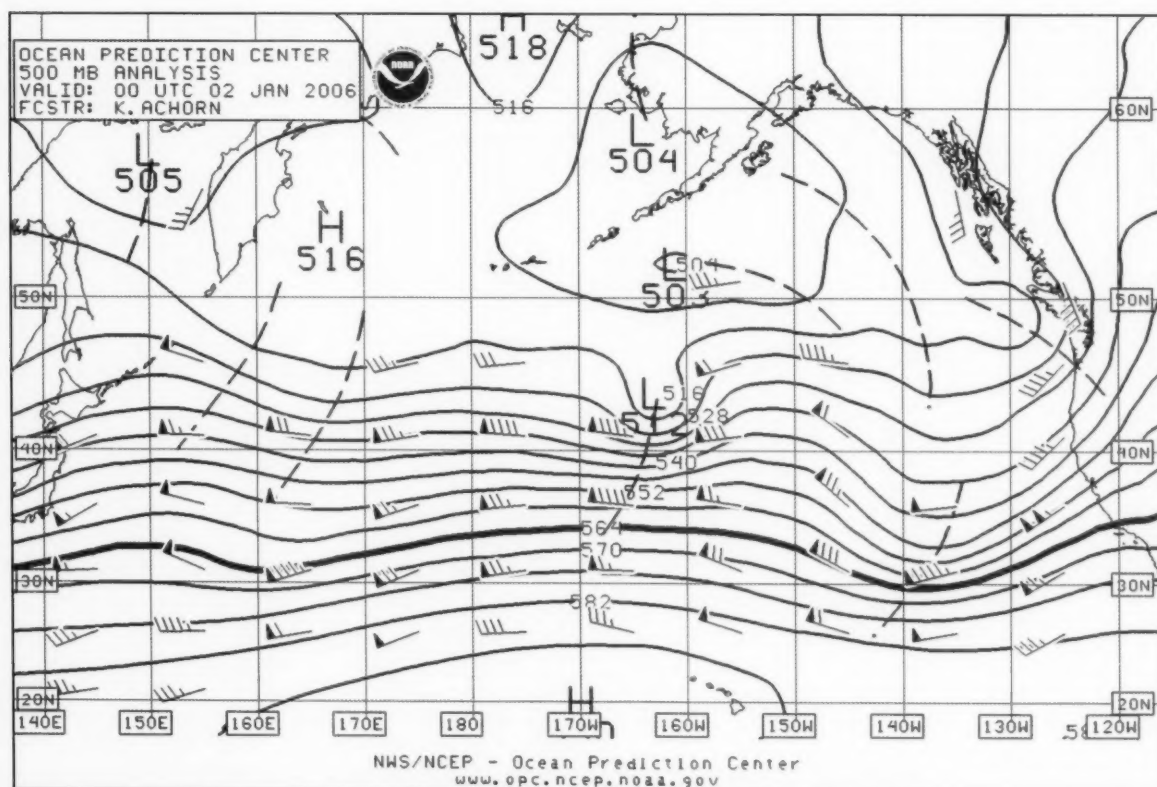 OCEAN PREDICTION CENTER
500 MB ANALYSIS
VALID: 00 UTC 02 JAN 2006
FCSTR: K.ACHORN
noaa
H
518
516
60N
60N
L
504
L
505
H
516
L
504
503
50N
50N
L
516
528
40N
40N
540
552
564
570
30N
30N
582
20N
H
20N
140E
150E
160E
170E
180
170W
160W
150W
140W
130W
120W
NWS/NCEP - Ocean Prediction Center
www.opc.ncep.noaa.gov